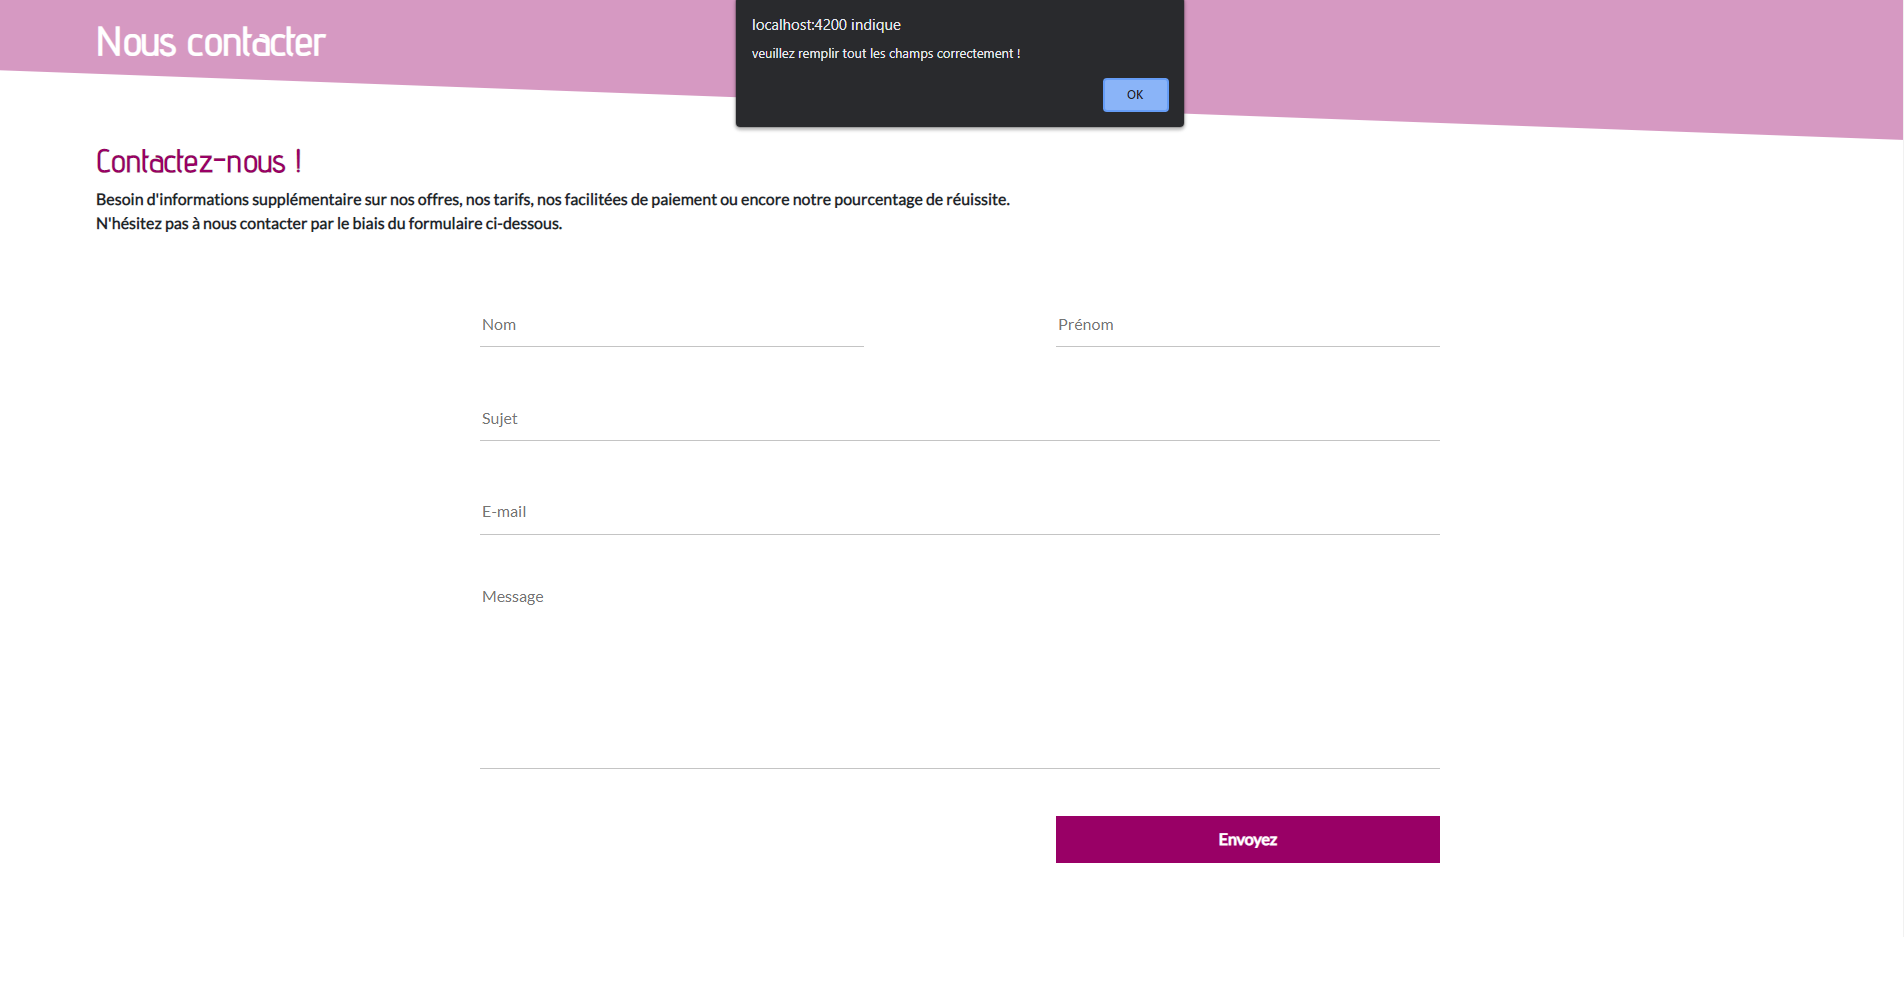 Nous contacter
localhost:4200 indique
veuillez remplir tout les champs correctement !
OK
Contactez-nous !
Besoin d'informations supplémentaire sur nos offres, nos tarifs, nos facilitées de paiement ou encore notre pourcentage de réuissite.
N'hésitez pas à nous contacter par le biais du formulaire ci-dessous.
Nom
Prénom
Sujet
E-mail
Message
Envoyez